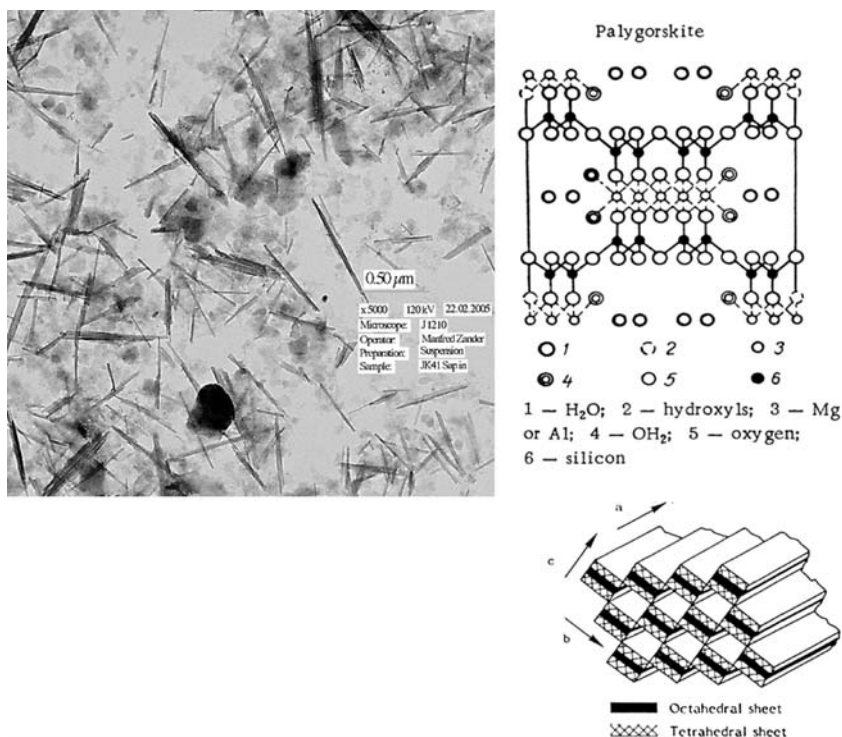 0.50 µm
x 5000 120 kV 22.02.2005
Microscope: J 1210
Operator: Manfred Zander
Preparation: Suspension
Sample: JK41 Sap in
Palygorskite
1 2 3
4 5 6
1 — H₂O; 2 — hydroxyls; 3 — Mg
or Al; 4 — OH₂; 5 — oxygen;
6 — silicon
a
c
b
Octahedral sheet
Tetrahedral sheet